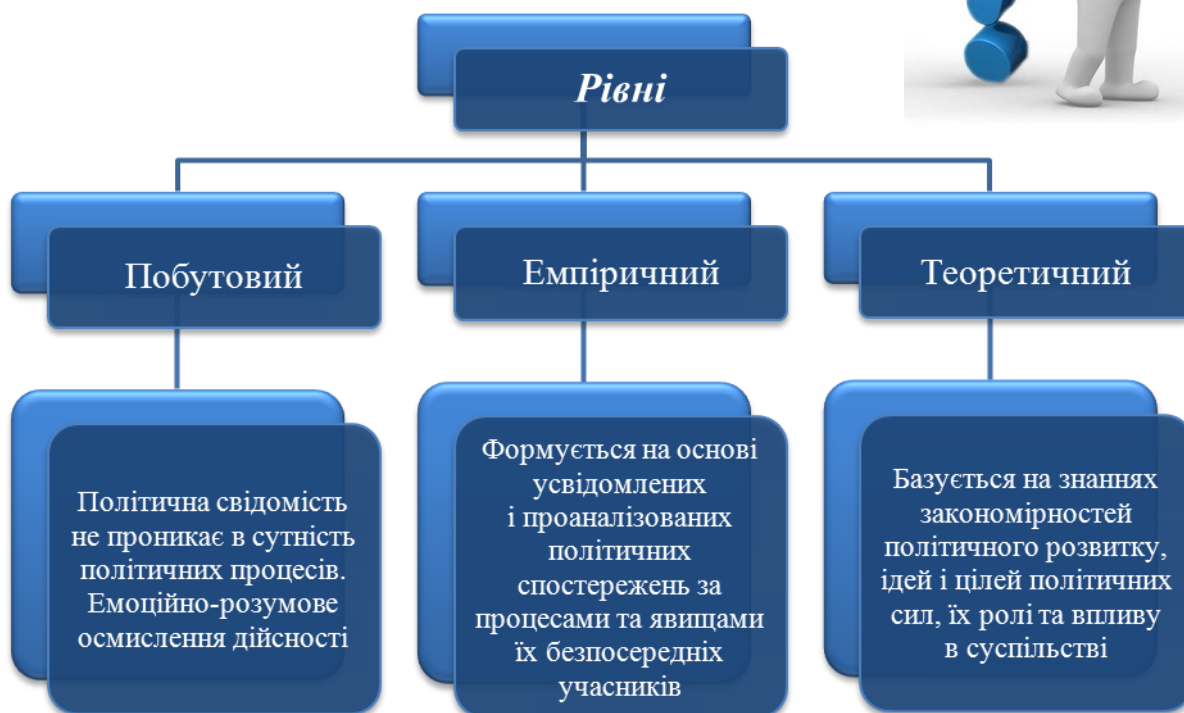 Рівні
Побутовий
Емпіричний
Теоретичний
Політична свідомість
не проникає в сутність
політичних процесів.
Емоційно-розумове
осмислення дійсності
Формується на основі
усвідомлених
і проаналізованих
політичних
спостережень за
процесами та явищами
їх безпосередніх
учасників
Базується на знаннях
закономірностей
політичного розвитку,
ідей і цілей політичних
сил, їх ролі та впливу
в суспільстві